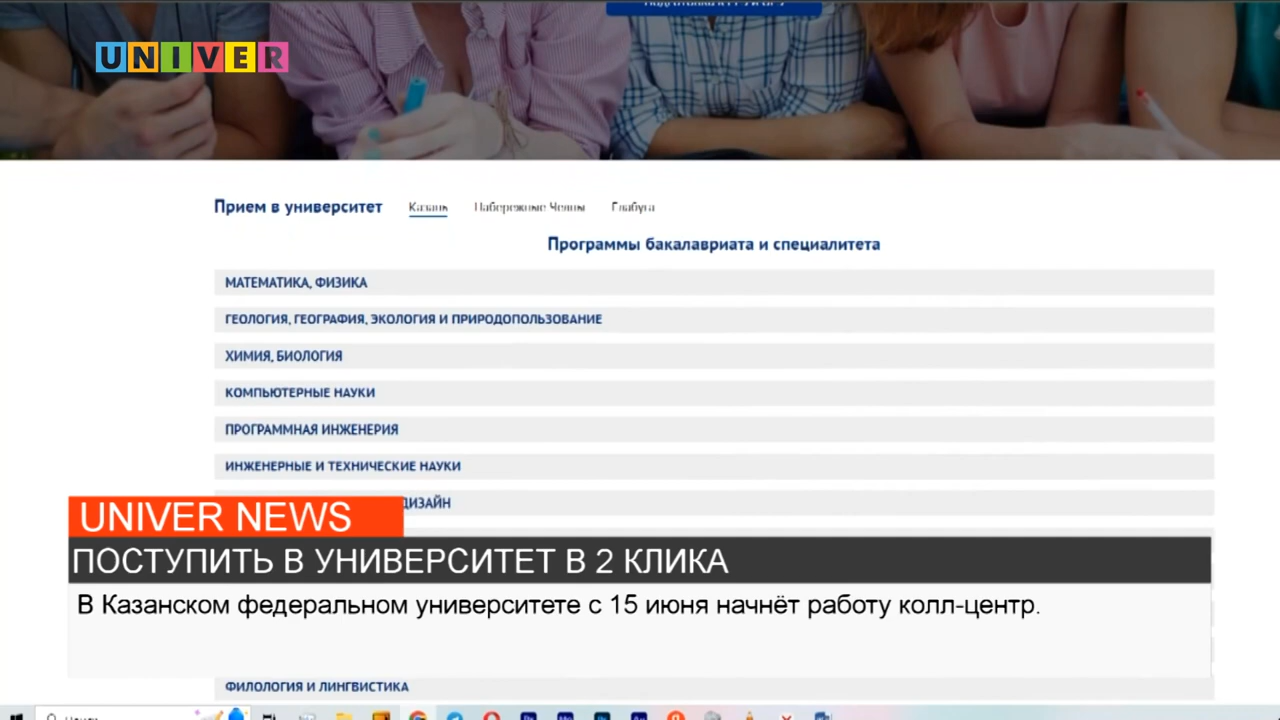 UNIVER
Прием в университет Казань Набережные Челны Елабуга
Программы бакалавриата и специалитета
МАТЕМАТИКА, ФИЗИКА
ГЕОЛОГИЯ, ГЕОГРАФИЯ, ЭКОЛОГИЯ И ПРИРОДОПОЛЬЗОВАНИЕ
ХИМИЯ, БИОЛОГИЯ
КОМПЬЮТЕРНЫЕ НАУКИ
ПРОГРАММНАЯ ИНЖЕНЕРИЯ
ИНЖЕНЕРНЫЕ И ТЕХНИЧЕСКИЕ НАУКИ
ДИЗАЙН
UNIVER NEWS
ПОСТУПИТЬ В УНИВЕРСИТЕТ В 2 КЛИКА
В Казанском федеральном университете с 15 июня начнёт работу колл-центр.
ФИЛОЛОГИЯ И ЛИНГВИСТИКА